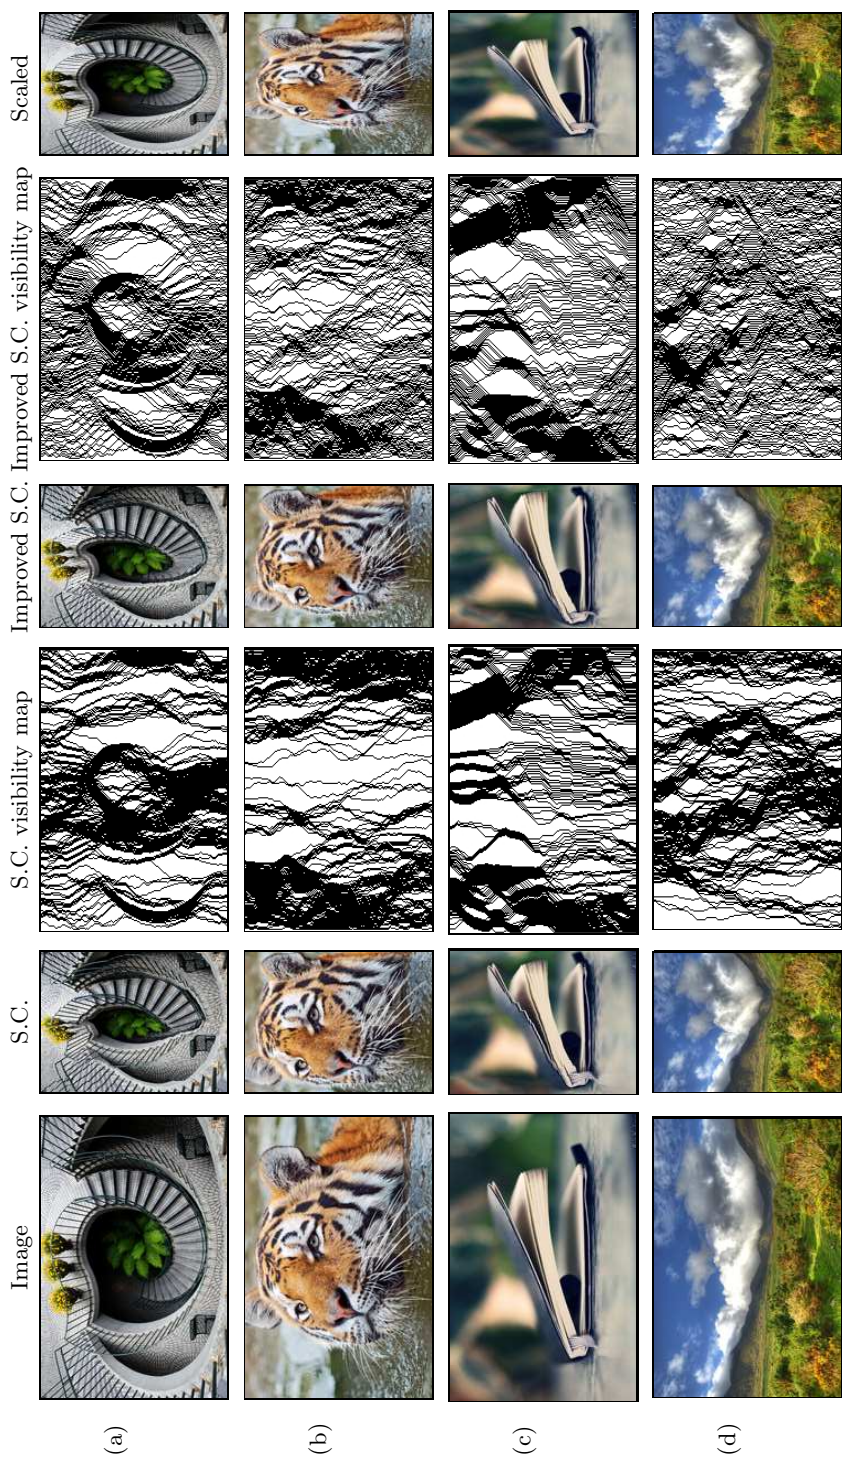 Image
S.C.
S.C. visibility map
Improved S.C.
Improved S.C. visibility map
Scaled
(a)
(b)
(c)
(d)